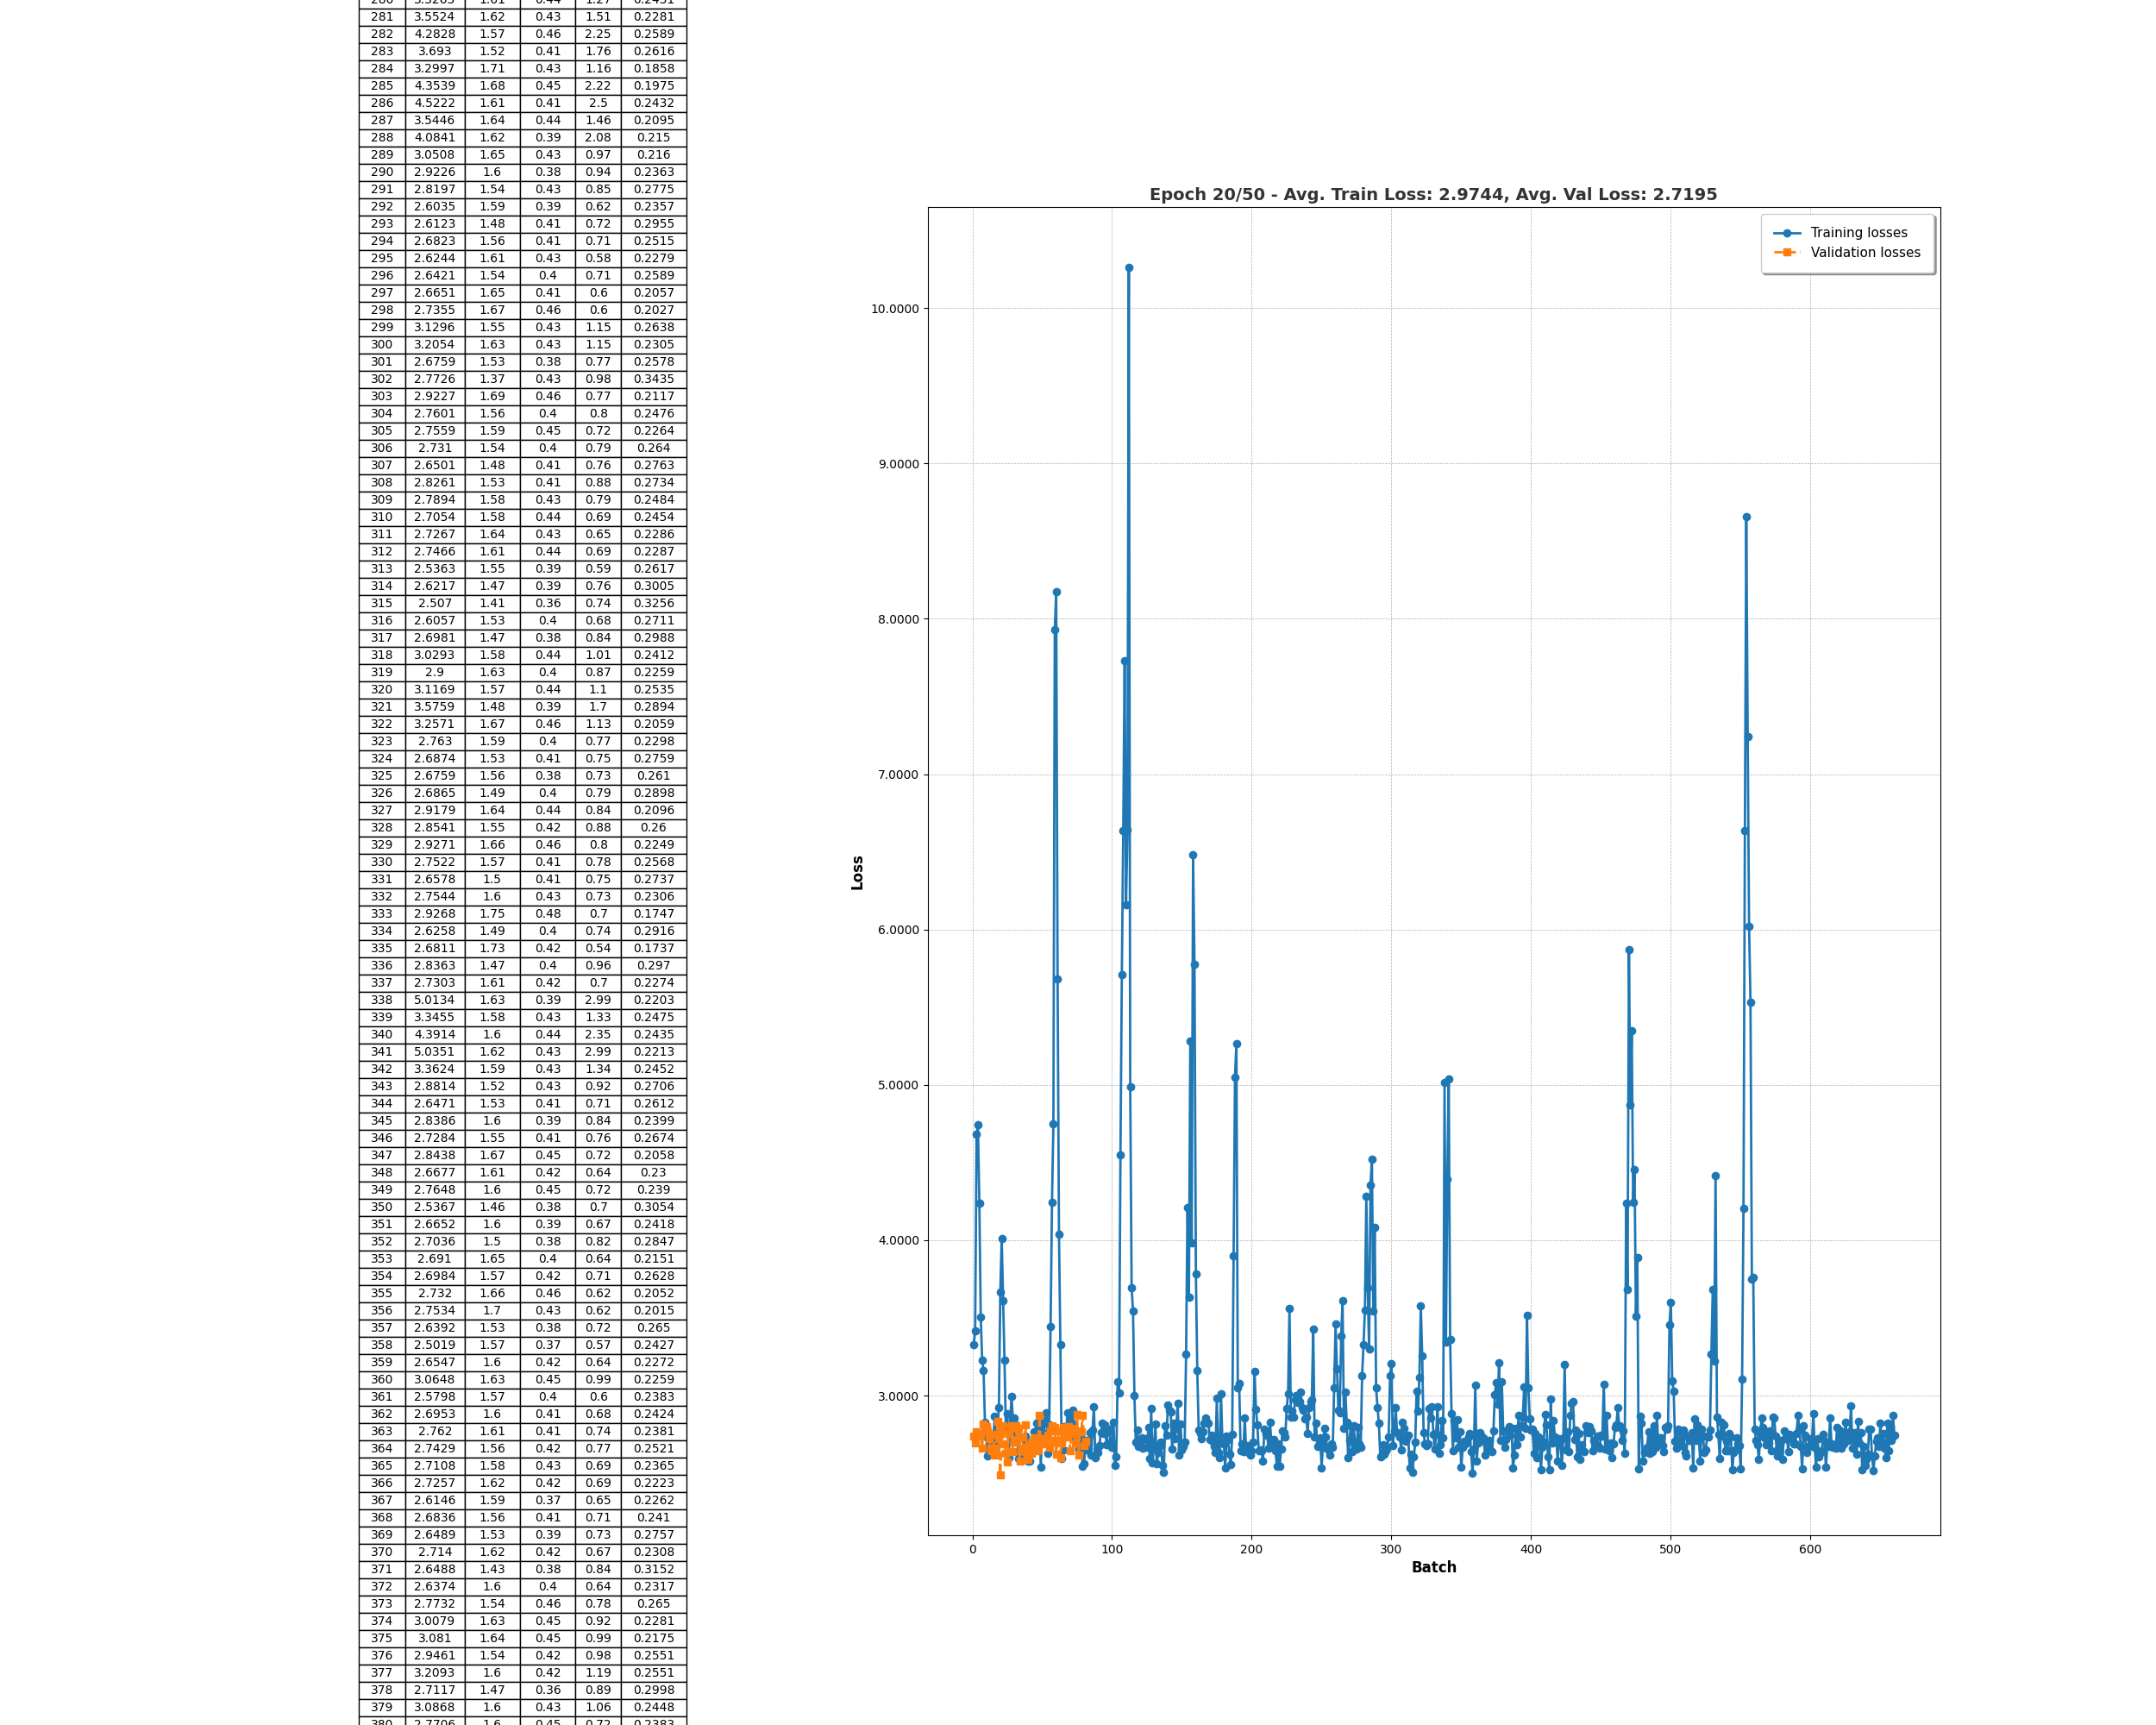 281 3.5524 1.62 0.43 1.51 0.2281
282 4.2828 1.57 0.46 2.25 0.2589
283 3.693 1.52 0.41 1.76 0.2616
284 3.2997 1.71 0.43 1.16 0.1858
285 4.3539 1.68 0.45 2.22 0.1975
286 4.5222 1.61 0.41 2.5 0.2432
287 3.5446 1.64 0.44 1.46 0.2095
288 4.0841 1.62 0.39 2.08 0.215
289 3.0508 1.65 0.43 0.97 0.216
290 2.9226 1.6 0.38 0.94 0.2363
291 2.8197 1.54 0.43 0.85 0.2775
292 2.6035 1.59 0.39 0.62 0.2357
293 2.6123 1.48 0.41 0.72 0.2955
294 2.6823 1.56 0.41 0.71 0.2515
295 2.6244 1.61 0.43 0.58 0.2279
296 2.6421 1.54 0.4 0.71 0.2589
297 2.6651 1.65 0.41 0.6 0.2057
298 2.7355 1.67 0.46 0.6 0.2027
299 3.1296 1.55 0.43 1.15 0.2638
300 3.2054 1.63 0.43 1.15 0.2305
301 2.6759 1.53 0.38 0.77 0.2578
302 2.7726 1.37 0.43 0.98 0.3435
303 2.9227 1.69 0.46 0.77 0.2117
304 2.7601 1.56 0.4 0.8 0.2476
305 2.7559 1.59 0.45 0.72 0.2264
306 2.731 1.54 0.4 0.79 0.264
307 2.6501 1.48 0.41 0.76 0.2763
308 2.8261 1.53 0.41 0.88 0.2734
309 2.7894 1.58 0.43 0.79 0.2484
310 2.7054 1.58 0.44 0.69 0.2454
311 2.7267 1.64 0.43 0.65 0.2286
312 2.7466 1.61 0.44 0.69 0.2287
313 2.5363 1.55 0.39 0.59 0.2617
314 2.6217 1.47 0.39 0.76 0.3005
315 2.507 1.41 0.36 0.74 0.3256
316 2.6057 1.53 0.4 0.68 0.2711
317 2.6981 1.47 0.38 0.84 0.2988
318 3.0293 1.58 0.44 1.01 0.2412
319 2.9 1.63 0.4 0.87 0.2259
320 3.1169 1.57 0.44 1.1 0.2535
321 3.5759 1.48 0.39 1.7 0.2894
322 3.2571 1.67 0.46 1.13 0.2059
323 2.763 1.59 0.4 0.77 0.2298
324 2.6874 1.53 0.41 0.75 0.2759
325 2.6759 1.56 0.38 0.73 0.261
326 2.6865 1.49 0.4 0.79 0.2898
327 2.9179 1.64 0.44 0.84 0.2096
328 2.8541 1.55 0.42 0.88 0.26
329 2.9271 1.66 0.46 0.8 0.2249
330 2.7522 1.57 0.41 0.78 0.2568
331 2.6578 1.5 0.41 0.75 0.2737
332 2.7544 1.6 0.43 0.73 0.2306
333 2.9268 1.75 0.48 0.7 0.1747
334 2.6258 1.49 0.4 0.74 0.2916
335 2.6811 1.73 0.42 0.54 0.1737
336 2.8363 1.47 0.4 0.96 0.297
337 2.7303 1.61 0.42 0.7 0.2274
338 5.0134 1.63 0.39 2.99 0.2203
339 3.3455 1.58 0.43 1.33 0.2475
340 4.3914 1.6 0.44 2.35 0.2435
341 5.0351 1.62 0.43 2.99 0.2213
342 3.3624 1.59 0.43 1.34 0.2452
343 2.8814 1.52 0.43 0.92 0.2706
344 2.6471 1.53 0.41 0.71 0.2612
345 2.8386 1.6 0.39 0.84 0.2399
346 2.7284 1.55 0.41 0.76 0.2674
347 2.8438 1.67 0.45 0.72 0.2058
348 2.6677 1.61 0.42 0.64 0.23
349 2.7648 1.6 0.45 0.72 0.239
350 2.5367 1.46 0.38 0.7 0.3054
351 2.6652 1.6 0.39 0.67 0.2418
352 2.7036 1.5 0.38 0.82 0.2847
353 2.691 1.65 0.4 0.64 0.2151
354 2.6984 1.57 0.42 0.71 0.2628
355 2.732 1.66 0.46 0.62 0.2052
356 2.7534 1.7 0.43 0.62 0.2015
357 2.6392 1.53 0.38 0.72 0.265
358 2.5019 1.57 0.37 0.57 0.2427
359 2.6547 1.6 0.42 0.64 0.2272
360 3.0648 1.63 0.45 0.99 0.2259
361 2.5798 1.57 0.4 0.6 0.2383
362 2.6953 1.6 0.41 0.68 0.2424
363 2.762 1.61 0.41 0.74 0.2381
364 2.7429 1.56 0.42 0.77 0.2521
365 2.7108 1.58 0.43 0.69 0.2365
366 2.7257 1.62 0.42 0.69 0.2223
367 2.6146 1.59 0.37 0.65 0.2262
368 2.6836 1.56 0.41 0.71 0.241
369 2.6489 1.53 0.39 0.73 0.2757
370 2.714 1.62 0.42 0.67 0.2308
371 2.6488 1.43 0.38 0.84 0.3152
372 2.6374 1.6 0.4 0.64 0.2317
373 2.7732 1.54 0.46 0.78 0.265
374 3.0079 1.63 0.45 0.92 0.2281
375 3.081 1.64 0.45 0.99 0.2175
376 2.9461 1.54 0.42 0.98 0.2551
377 3.2093 1.6 0.42 1.19 0.2551
378 2.7117 1.47 0.36 0.89 0.2998
379 3.0868 1.6 0.43 1.06 0.2448
380 2.7706 1.6 0.45 0.72 0.2383
Epoch 20/50 - Avg. Train Loss: 2.9744, Avg. Val Loss: 2.7195
Training losses
Validation losses
10.0000
9.0000
8.0000
7.0000
6.0000
5.0000
4.0000
3.0000
Loss
0 100 200 300 400 500 600
Batch